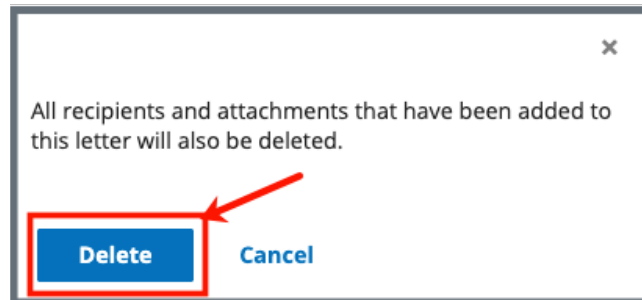 ×
All recipients and attachments that have been added to
this letter will also be deleted.
Delete Cancel